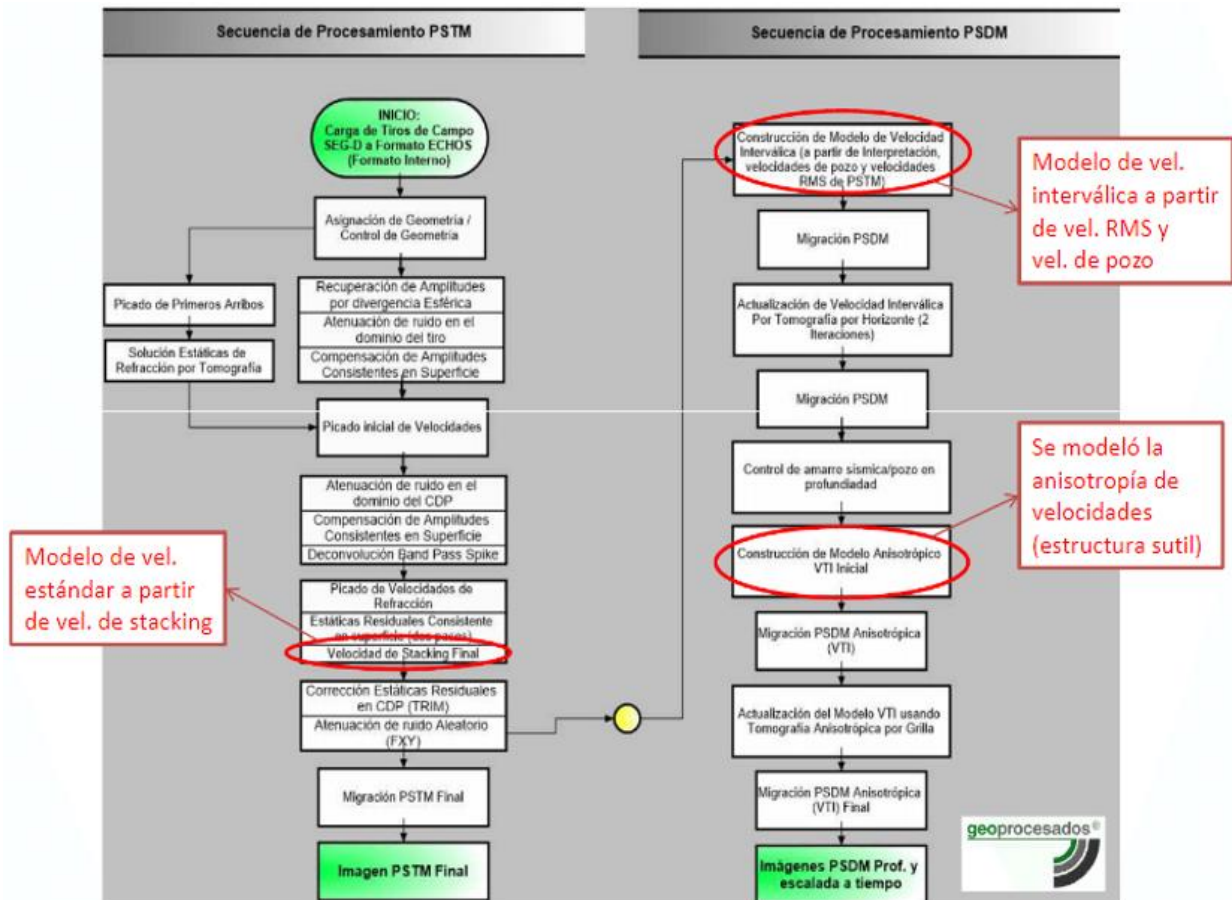 Secuencia de Procesamiento PSTM
INICIO:
Carga de Tiros de Campo
SEG-D a Formato ECHOS
(Formato Interno)
Asignación de Geometría /
Control de Geometría
Picado de Primeros Arribos
Solución Estáticas de
Refracción por Tomografía
Recuperación de Amplitudes
por divergencia Esférica
Atenuación de ruido en el
dominio del tiro
Compensación de Amplitudes
Consistentes en Superficie
Picado inicial de Velocidades
Atenuación de ruido en el
dominio del CDP
Compensación de Amplitudes
Consistentes en Superficie
Deconvolución Band Pass Spike
Picado de Velocidades de
Refracción
Estáticas Residuales Consistente
en superficie (dos pases)
Velocidad de Stacking Final
Modelo de vel.
estándar a partir
de vel. de stacking
Corrección Estáticas Residuales
en CDP (TRIM)
Atenuación de ruido Aleatorio
(FXY)
Migración PSTM Final
Imagen PSTM Final
Secuencia de Procesamiento PSDM
Construcción de Modelo de Velocidad
Interválica (a partir de Interpretación,
velocidades de pozo y velocidades
RMS de PSTM)
Modelo de vel.
interválica a partir
de vel. RMS y
vel. de pozo
Migración PSDM
Actualización de Velocidad Interválica
Por Tomografía por Horizonte (2
Iteraciones)
Migración PSDM
Control de amarre sísmica/pozo en
profundiadad
Construcción de Modelo Anisotrópico
VTI Inicial
Se modeló la
anisotropía de
velocidades
(estructura sutil)
Migración PSDM Anisotrópica
(VTI)
Actualización del Modelo VTI usando
Tomografía Anisotrópica por Grilla
Migración PSDM Anisotrópica
(VTI) Final
Imágenes PSDM Prof. y
escalada a tiempo
geoprocesados®